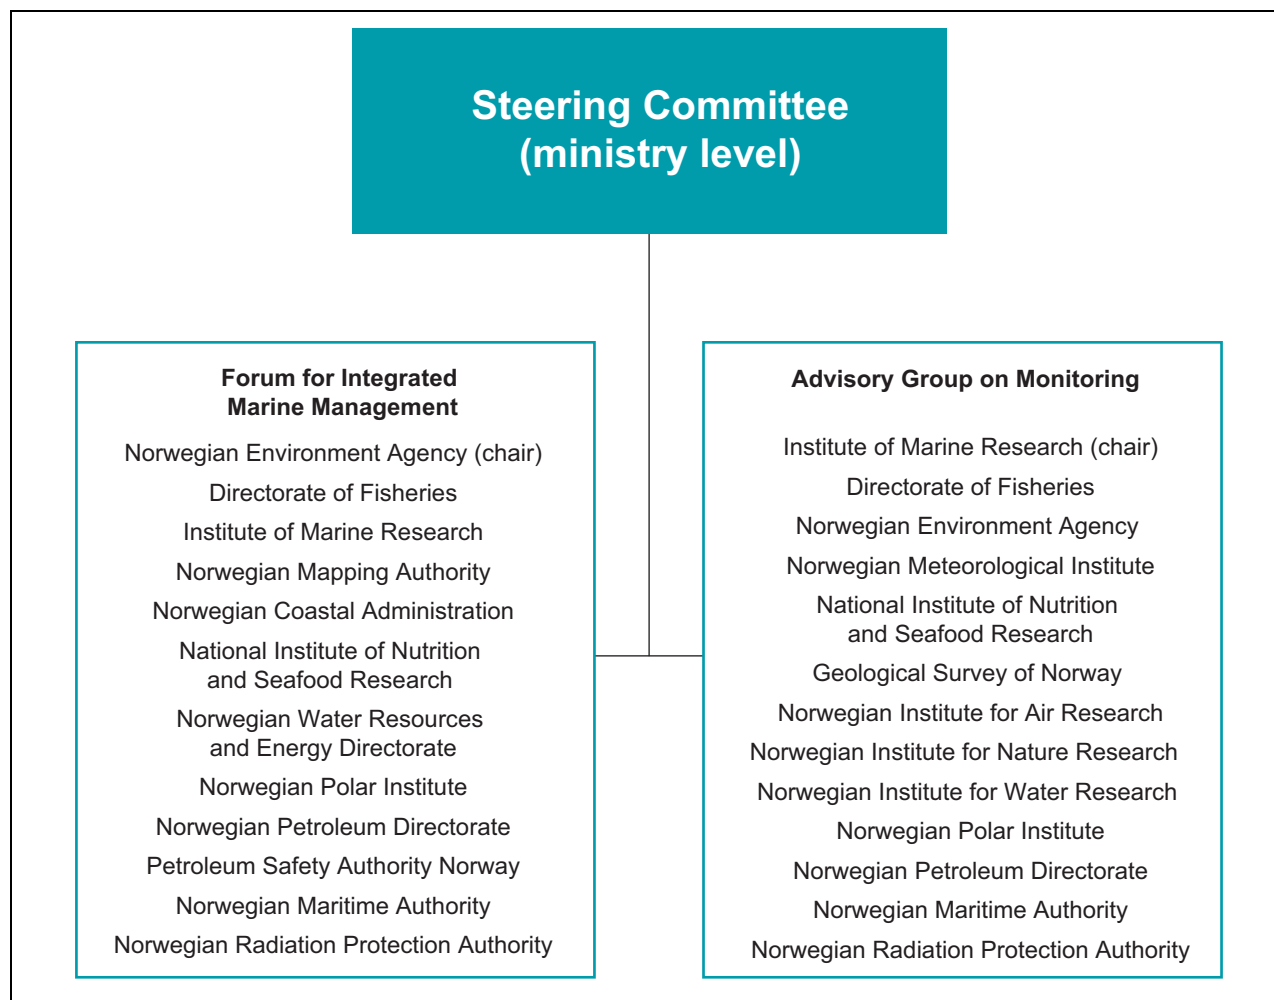 Steering Committee
(ministry level)
Forum for Integrated
Marine Management
Norwegian Environment Agency (chair)
Directorate of Fisheries
Institute of Marine Research
Norwegian Mapping Authority
Norwegian Coastal Administration
National Institute of Nutrition
and Seafood Research
Norwegian Water Resources
and Energy Directorate
Norwegian Polar Institute
Norwegian Petroleum Directorate
Petroleum Safety Authority Norway
Norwegian Maritime Authority
Norwegian Radiation Protection Authority
Advisory Group on Monitoring
Institute of Marine Research (chair)
Directorate of Fisheries
Norwegian Environment Agency
Norwegian Meteorological Institute
National Institute of Nutrition
and Seafood Research
Geological Survey of Norway
Norwegian Institute for Air Research
Norwegian Institute for Nature Research
Norwegian Institute for Water Research
Norwegian Polar Institute
Norwegian Petroleum Directorate
Norwegian Maritime Authority
Norwegian Radiation Protection Authority